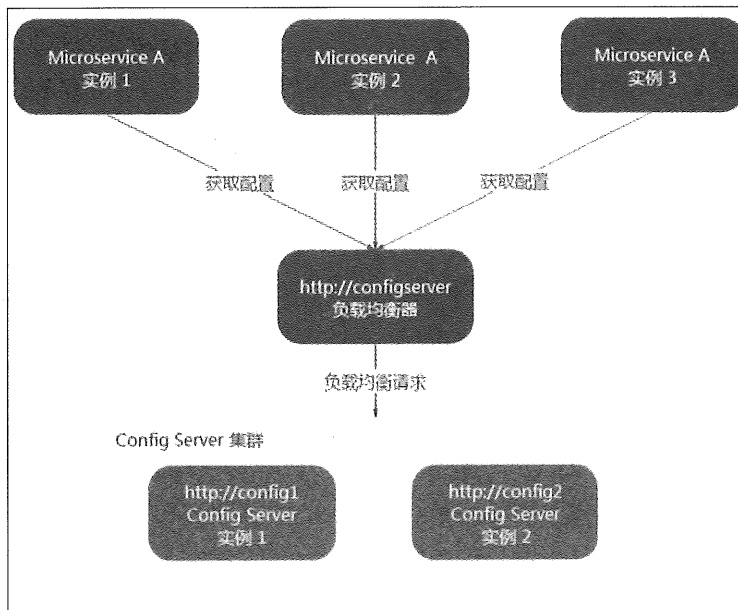 Microservice A
实例 1
Microservice A
实例 2
Microservice A
实例 3
获取配置
获取配置
获取配置
http://configserver
负载均衡器
负载均衡请求
Config Server 集群
http://config1
Config Server
实例 1
http://config2
Config Server
实例 2